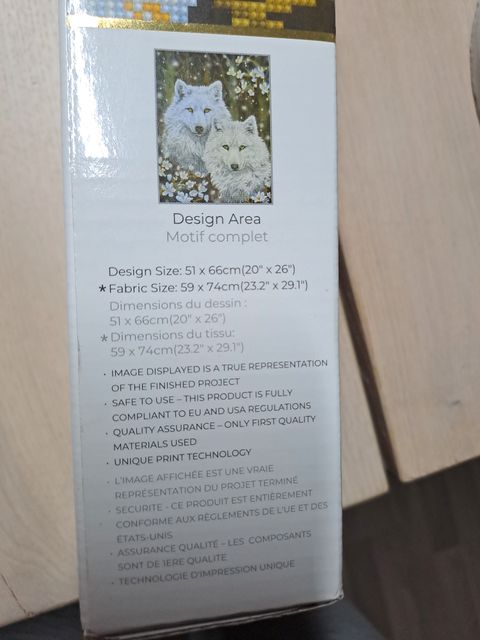 Design Area
Motif complet
Design Size: 51 x 66cm(20" x 26")
*Fabric Size: 59 x 74cm(23.2" x 29.1")
Dimensions du dessin :
51 x 66cm(20" x 26")
*Dimensions du tissu:
59 x 74cm(23.2" x 29.1")
• IMAGE DISPLAYED IS A TRUE REPRESENTATION
OF THE FINISHED PROJECT
• SAFE TO USE – THIS PRODUCT IS FULLY
COMPLIANT TO EU AND USA REGULATIONS
• QUALITY ASSURANCE – ONLY FIRST QUALITY
MATERIALS USED
• UNIQUE PRINT TECHNOLOGY
• L'IMAGE AFFICHÉE EST UNE VRAIE
REPRÉSENTATION DU PROJET TERMINÉ
• SECURITE - CE PRODUIT EST ENTIÈREMENT
CONFORME AUX RÈGLEMENTS DE L'UE ET DES
ÉTATS-UNIS
• ASSURANCE QUALITÉ – LES COMPOSANTS
SONT DE 1ERE QUALITE
• TECHNOLOGIE D'IMPRESSION UNIQUE